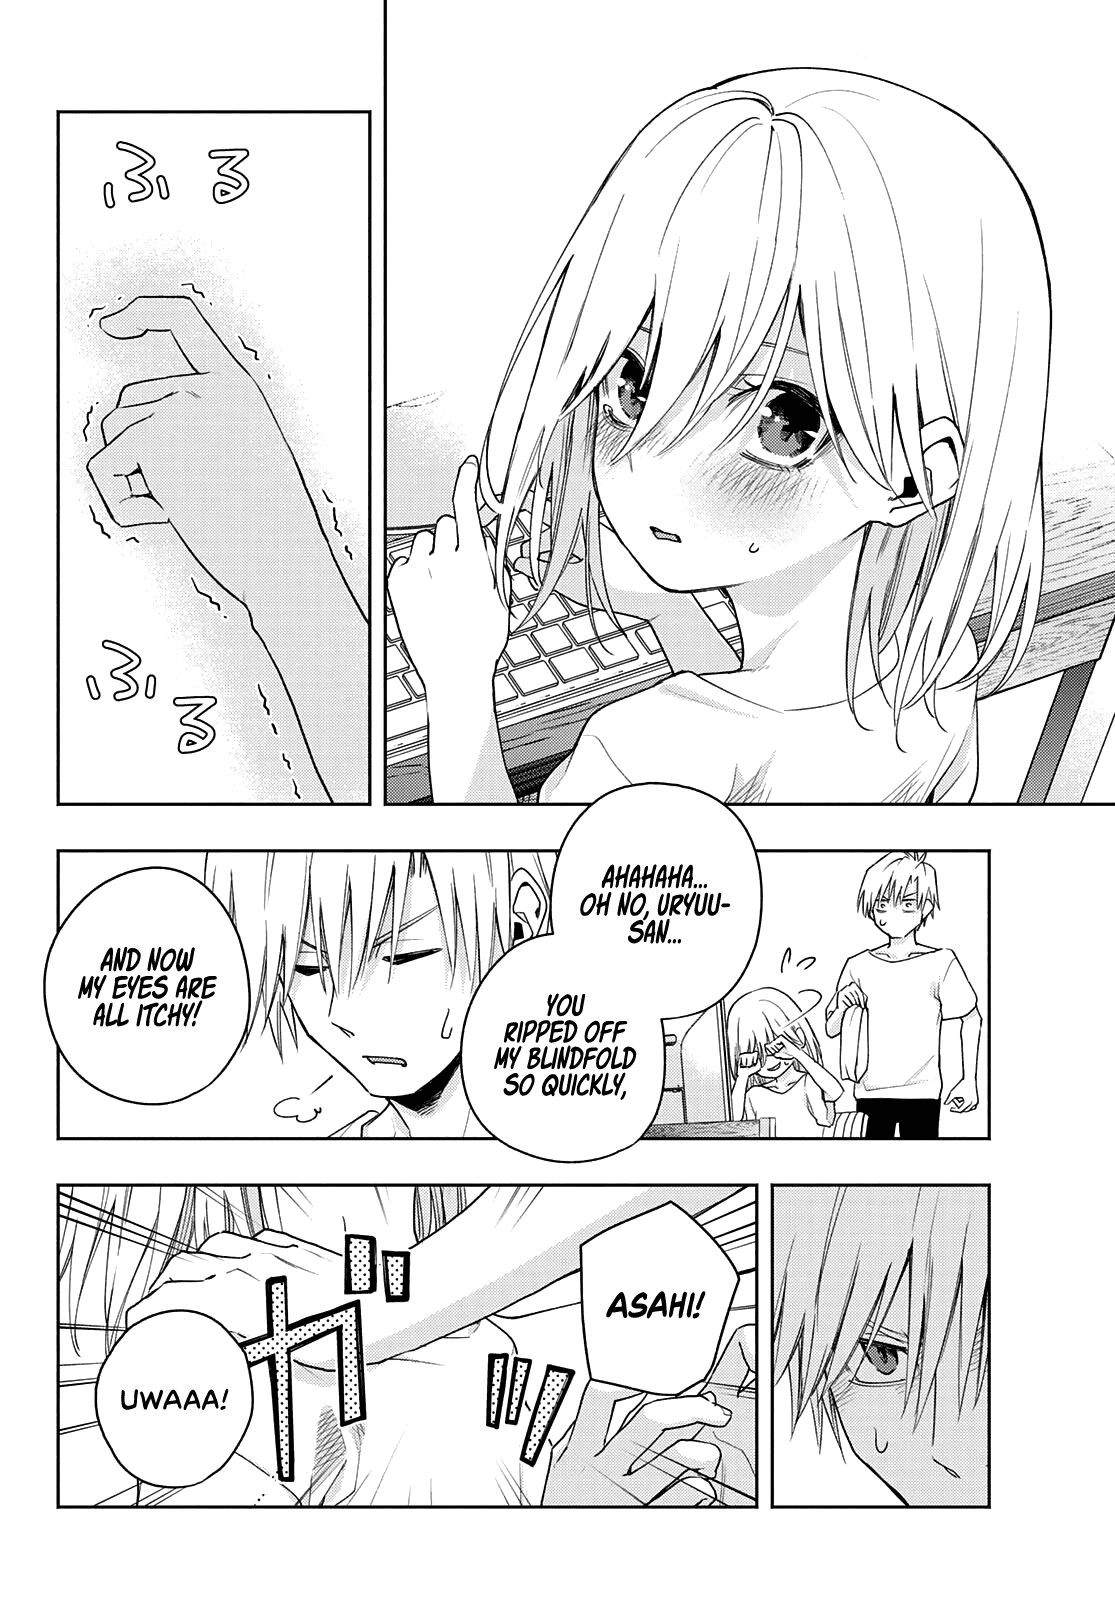 ふる
ふる
AHAHAHA...
OH NO, URYUU-
SAN...
YOU
RIPPED OFF
MY BLINDFOLD
SO QUICKLY,
AND NOW
MY EYES ARE
ALL ITCHY!
ASAHI!
ガッ
UWAAA!